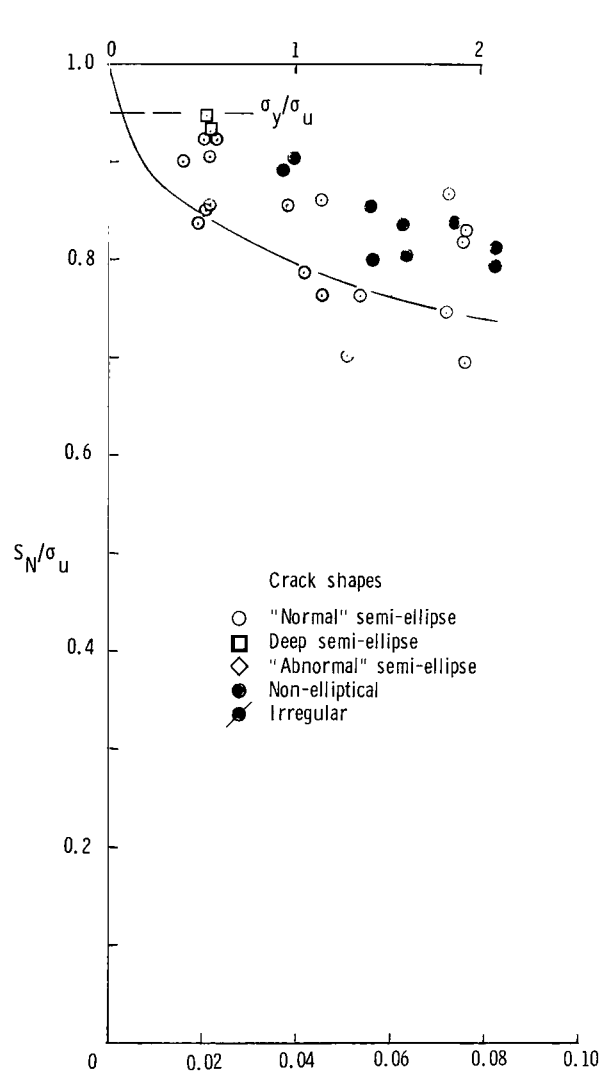 0 1 2
1.0
σy/σu
0.8
0.6
SN/σu
Crack shapes
"Normal" semi-ellipse
0.4
Deep semi-ellipse
"Abnormal" semi-ellipse
Non-elliptical
Irregular
0.2
0 0.02 0.04 0.06 0.08 0.10